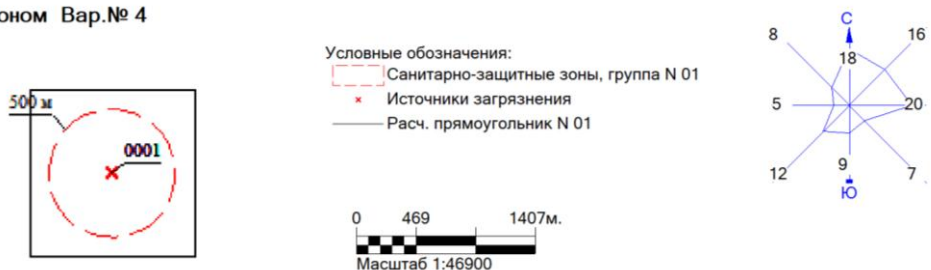 оном Вар.№ 4
500 м
0001
Условные обозначения:
Санитарно-защитные зоны, группа N 01
Источники загрязнения
Расч. прямоугольник N 01
0 469 1407м.
Масштаб 1:46900
С
8 16
18
5 20
12 9 7
Ю